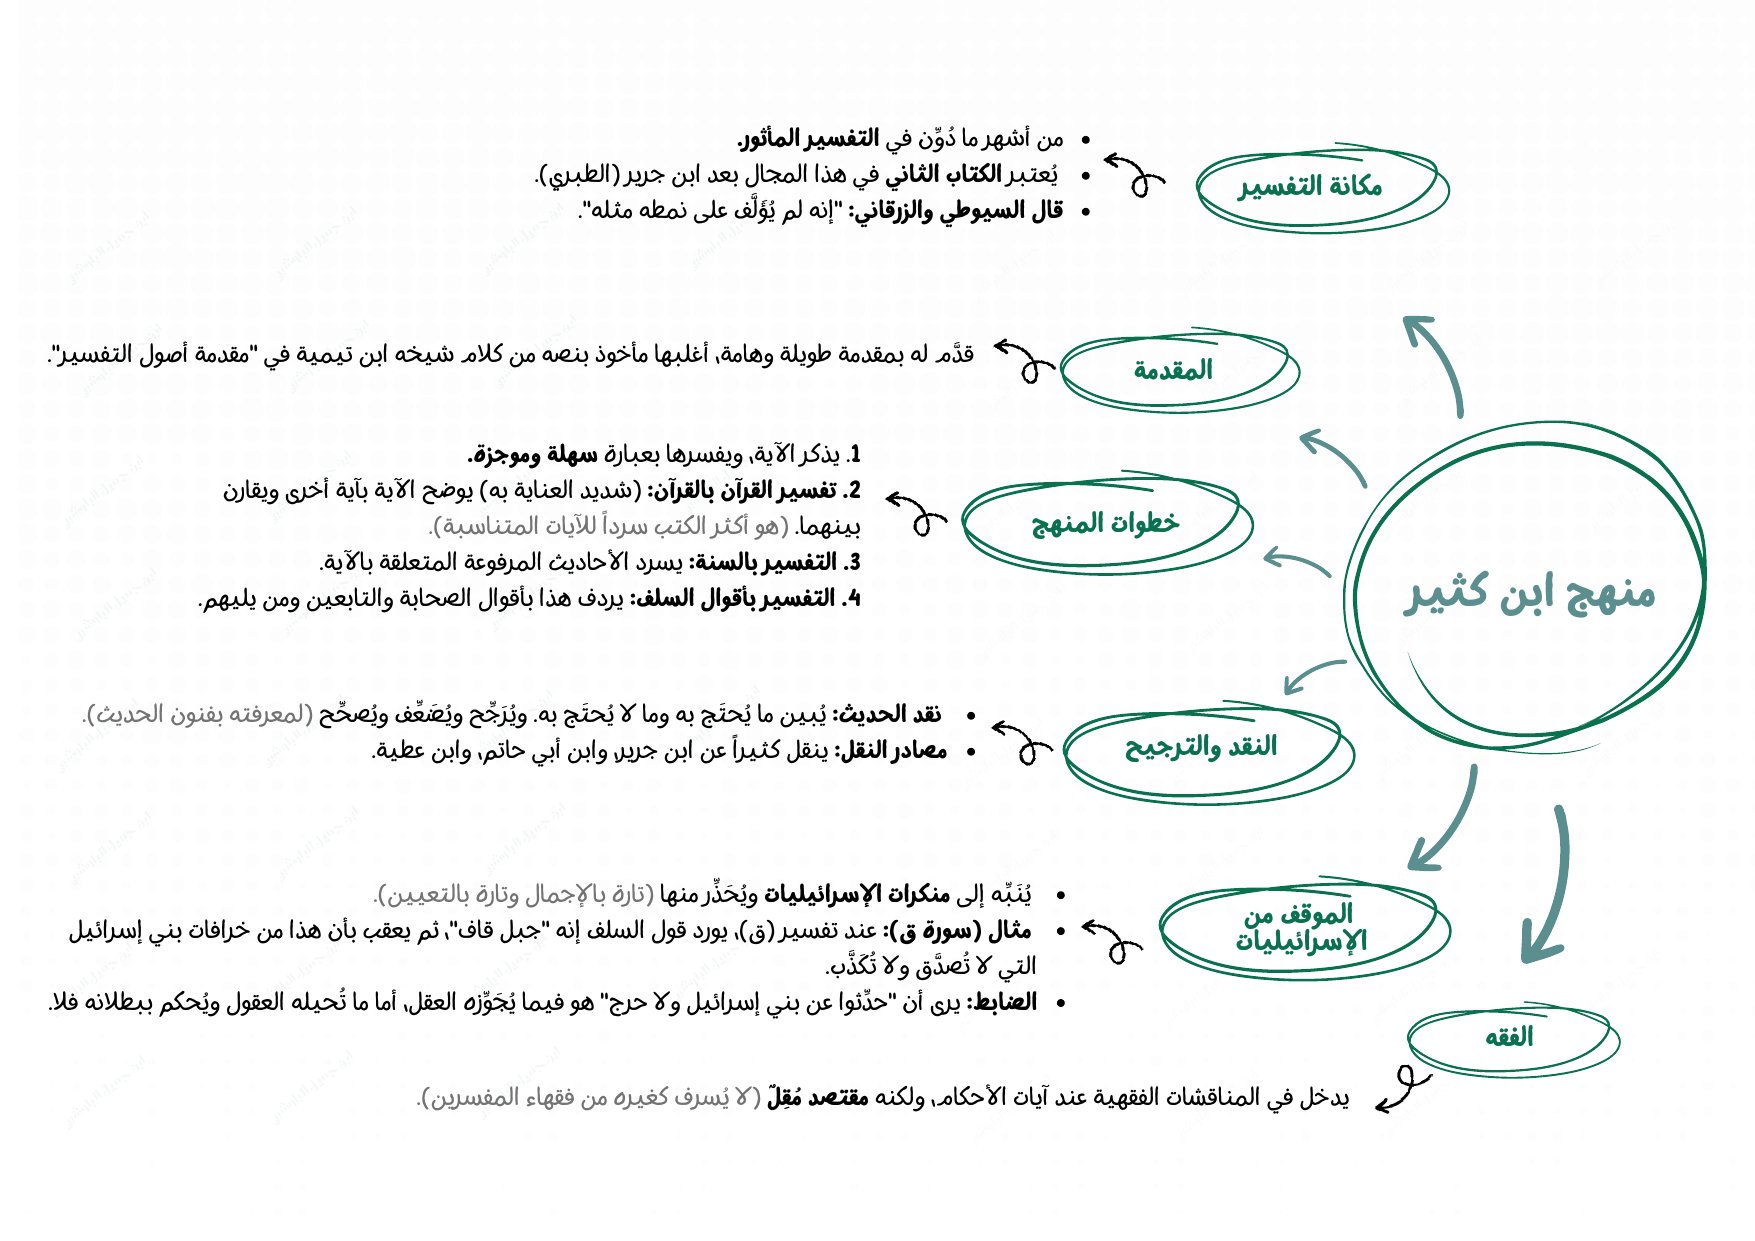 منهج ابن كثير
مكانة التفسير
• من أشهر ما دُوِّن في التفسير المأثور.
• يُعتبر الكتاب الثاني في هذا المجال بعد ابن جرير (الطبري).
• قال السيوطي والزرقاني: "إنه لم يُؤَلَّف على نمطه مثله".
المقدمة
قدَّم له بمقدمة طويلة وهامة، أغلبها مأخوذ بنصه من كلام شيخه ابن تيمية في "مقدمة أصول التفسير".
خطوات المنهج
1. يذكر الآية، ويفسرها بعبارة سهلة وموجزة.
2. تفسير القرآن بالقرآن: (شديد العناية به) يوضح الآية بآية أخرى ويقارن
بينهما. (هو أكثر الكتب سرداً للآيات المتناسبة).
3. التفسير بالسنة: يسرد الأحاديث المرفوعة المتعلقة بالآية.
4. التفسير بأقوال السلف: يردف هذا بأقوال الصحابة والتابعين ومن يليهم.
النقد والترجيح
• نقد الحديث: يُبين ما يُحتَج به وما لا يُحتَج به. ويُرَجِّح ويُضَعِّف ويُصحِّح (لمعرفته بفنون الحديث).
• مصادر النقل: ينقل كثيراً عن ابن جرير، وابن أبي حاتم، وابن عطية.
الموقف من
الإسرائيليات
• يُنَبِّه إلى منكرات الإسرائيليات ويُحَذِّر منها (تارة بالإجمال وتارة بالتعيين).
• مثال (سورة ق): عند تفسير (ق)، يورد قول السلف إنه "جبل قاف"، ثم يعقب بأن هذا من خرافات بني إسرائيل
التي لا تُصدَّق ولا تُكَذَّب.
• الضابط: يرى أن "حدِّثوا عن بني إسرائيل ولا حرج" هو فيما يُجَوِّزه العقل، أما ما تُحيله العقول ويُحكم ببطلانه فلا.
الفقه
يدخل في المناقشات الفقهية عند آيات الأحكام، ولكنه مقتصد مُقِلّ (لا يُسرف كغيره من فقهاء المفسرين).